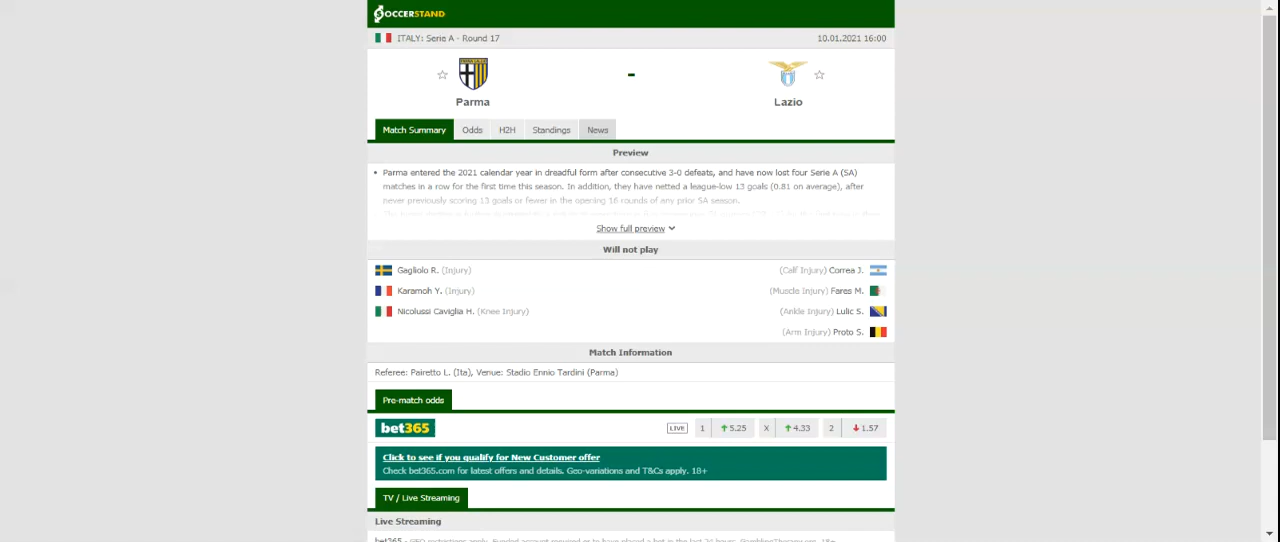 SOCCERSTAND
ITALY: Serie A - Round 17 10.01.2021 16:00
-
Parma Lazio
Match Summary Odds H2H Standings News
Preview
• Parma entered the 2021 calendar year in dreadful form after consecutive 3-0 defeats, and have now lost four Serie A (SA)
matches in a row for the first time this season. In addition, they have netted a league-low 13 goals (0.81 on average), after
never previously scoring 13 goals or fewer in the opening 16 rounds of any prior SA season.
Show full preview
Will not play
Gagliolo R. (Injury) (Calf Injury) Correa J.
Karamoh Y. (Injury) (Muscle Injury) Fares M.
Nicolussi Caviglia H. (Knee Injury) (Ankle Injury) Lulic S.
(Arm Injury) Proto S.
Match Information
Referee: Pairetto L. (Ita), Venue: Stadio Ennio Tardini (Parma)
Pre-match odds
bet365 LIVE 1 5.25 X 4.33 2 1.57
Click to see if you qualify for New Customer offer
Check bet365.com for latest offers and details. Geo-variations and T&Cs apply. 18+
TV / Live Streaming
Live Streaming